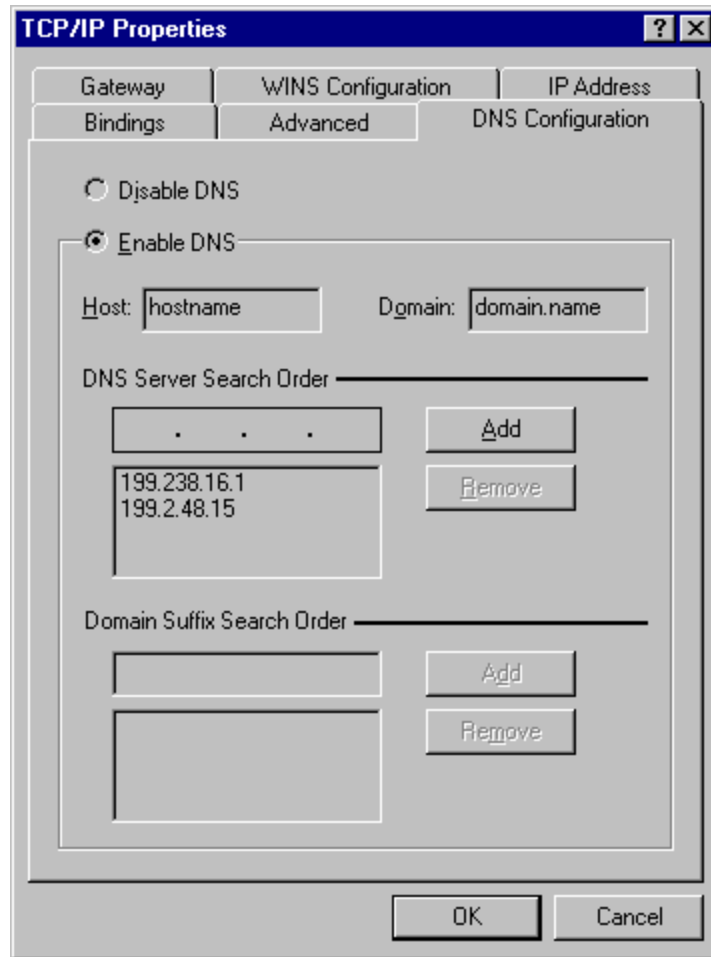 TCP/IP Properties
Gateway WINS Configuration IP Address
Bindings Advanced DNS Configuration
Disable DNS
Enable DNS
Host: hostname Domain: domain.name
DNS Server Search Order
. . . Add
199.238.16.1 Remove
199.2.48.15
Domain Suffix Search Order
Add
Remove
OK Cancel